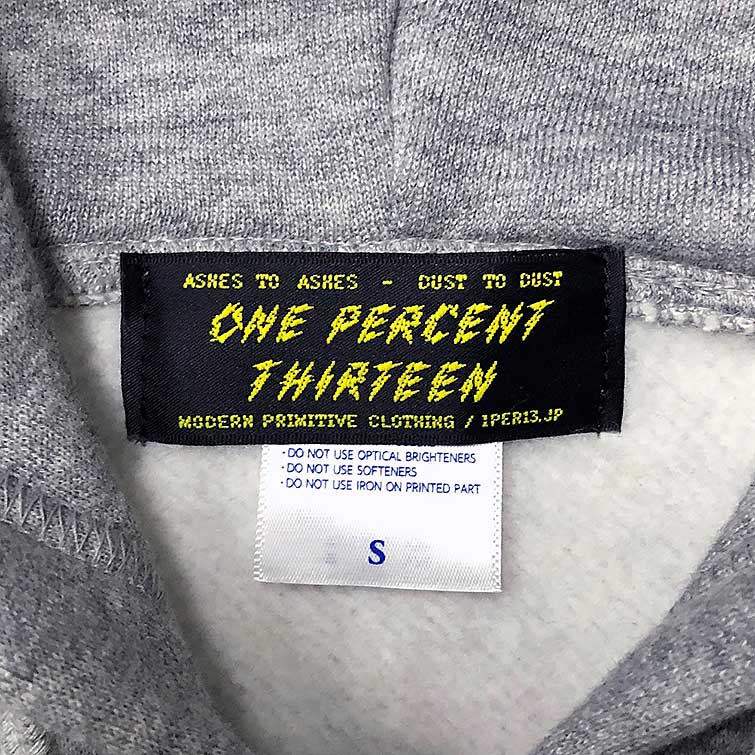 ASHES TO ASHES - DUST TO DUST
ONE PERCENT
THIRTEEN
MODERN PRIMITIVE CLOTHING / 1PER13.JP
·DO NOT USE OPTICAL BRIGHTENERS
·DO NOT USE SOFTENERS
·DO NOT USE IRON ON PRINTED PART
S